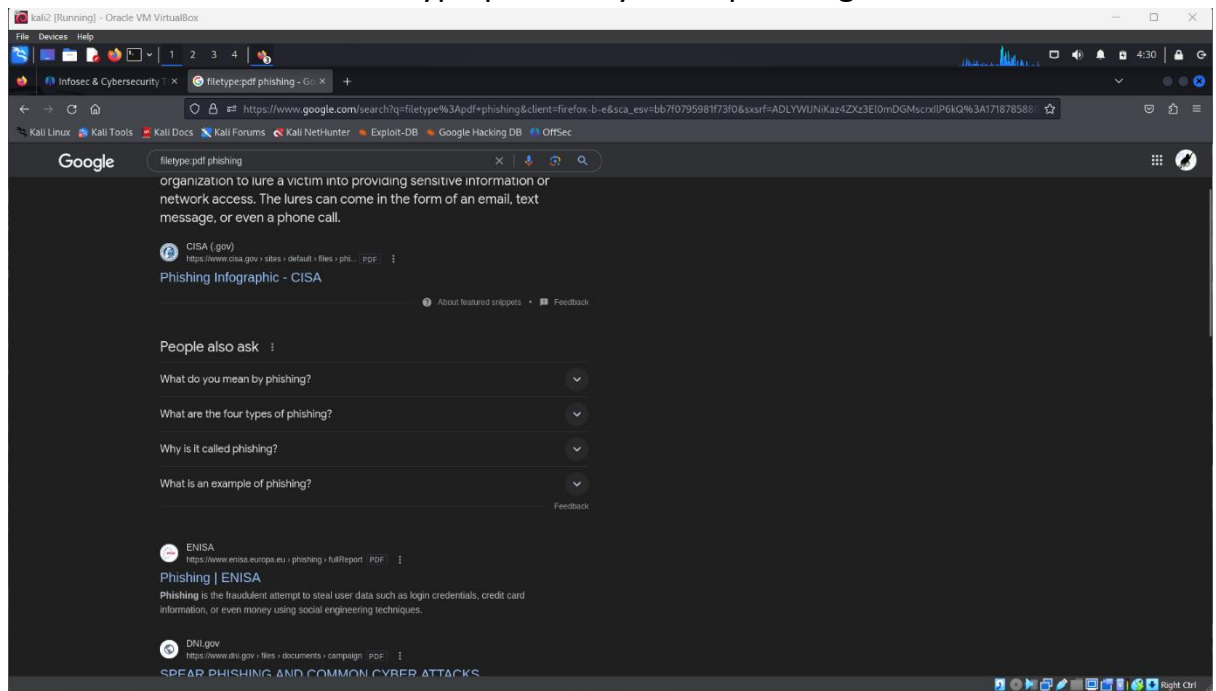 kali2 [Running] - Oracle VM VirtualBox
File Devices Help
1 2 3 4
4:30
Infosec & Cybersecurity T
filetype:pdf phishing - Go
https://www.google.com/search?q=filetype%3Apdf+phishing&client=firefox-b-e&sca_esv=bb7f0795981f73f0&sxsrf=
Kali Linux Kali Tools Kali Docs Kali Forums Kali NetHunter Exploit-DB Google Hacking DB OffSec
Google
filetype:pdf phishing
organization to lure a victim into providing sensitive information or
network access. The lures can come in the form of an email, text
message, or even a phone call.
CISA (.gov)
https://www.cisa.gov › sites › default › files › phi... PDF
Phishing Infographic - CISA
About featured snippets • Feedback
People also ask
What do you mean by phishing?
What are the four types of phishing?
Why is it called phishing?
What is an example of phishing?
Feedback
ENISA
https://www.enisa.europa.eu › phishing › fullReport PDF
Phishing | ENISA
Phishing is the fraudulent attempt to steal user data such as login credentials, credit card
information, or even money using social engineering techniques.
DNI.gov
https://www.dni.gov › files › documents › campaign PDF
SPEAR PHISHING AND COMMON CYBER ATTACKS
Right Ctrl